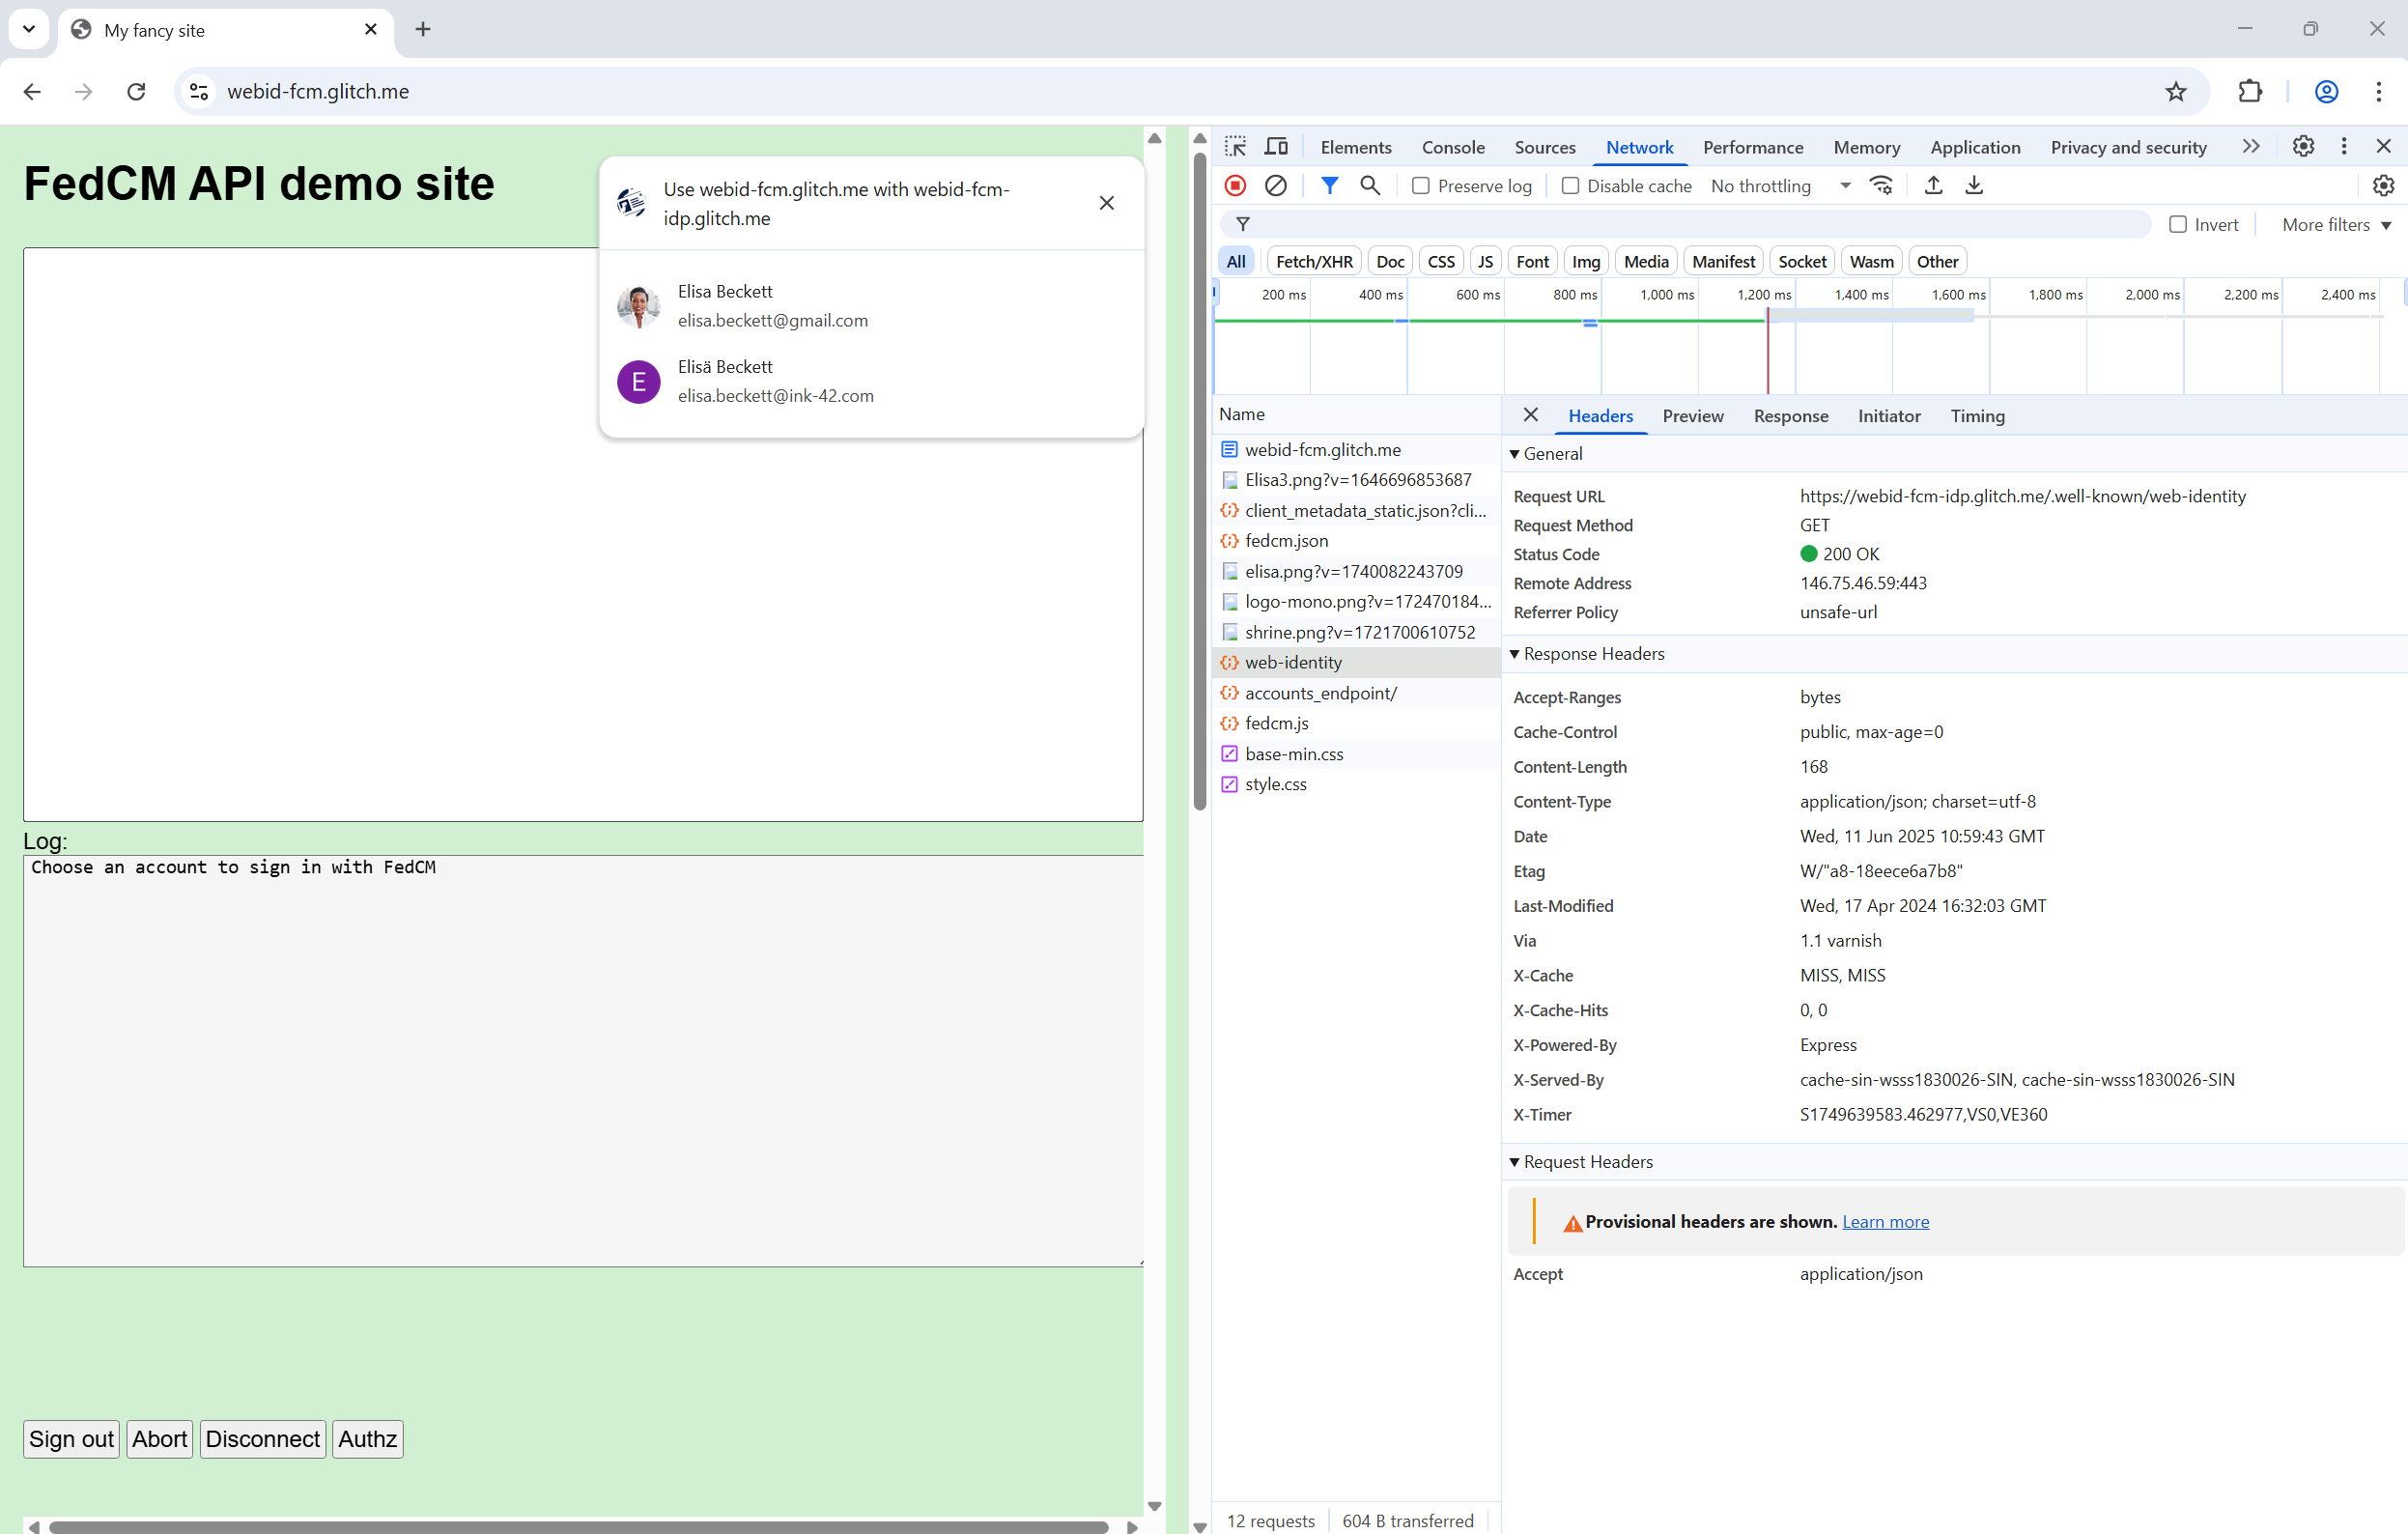 My fancy site
webid-fcm.glitch.me
FedCM API demo site
Use webid-fcm.glitch.me with webid-fcm-
idp.glitch.me
Elisa Beckett
elisa.beckett@gmail.com
E
Elisä Beckett
elisa.beckett@ink-42.com
Log:
Choose an account to sign in with FedCM
Sign out Abort Disconnect Authz
Elements Console Sources Network Performance Memory Application Privacy and security
Preserve log Disable cache No throttling
Invert More filters
All Fetch/XHR Doc CSS JS Font Img Media Manifest Socket Wasm Other
200 ms 400 ms 600 ms 800 ms 1,000 ms 1,200 ms 1,400 ms 1,600 ms 1,800 ms 2,000 ms 2,200 ms 2,400 ms
Name
webid-fcm.glitch.me
Elisa3.png?v=1646696853687
client_metadata_static.json?cli...
fedcm.json
elisa.png?v=1740082243709
logo-mono.png?v=172470184...
shrine.png?v=1721700610752
web-identity
accounts_endpoint/
fedcm.js
base-min.css
style.css
12 requests 604 B transferred
Headers Preview Response Initiator Timing
General
Request URL https://webid-fcm-idp.glitch.me/.well-known/web-identity
Request Method GET
Status Code 200 OK
Remote Address 146.75.46.59:443
Referrer Policy unsafe-url
Response Headers
Accept-Ranges bytes
Cache-Control public, max-age=0
Content-Length 168
Content-Type application/json; charset=utf-8
Date Wed, 11 Jun 2025 10:59:43 GMT
Etag W/"a8-18eece6a7b8"
Last-Modified Wed, 17 Apr 2024 16:32:03 GMT
Via 1.1 varnish
X-Cache MISS, MISS
X-Cache-Hits 0, 0
X-Powered-By Express
X-Served-By cache-sin-wsss1830026-SIN, cache-sin-wsss1830026-SIN
X-Timer S1749639583.462977,VS0,VE360
Request Headers
Provisional headers are shown. Learn more
Accept application/json